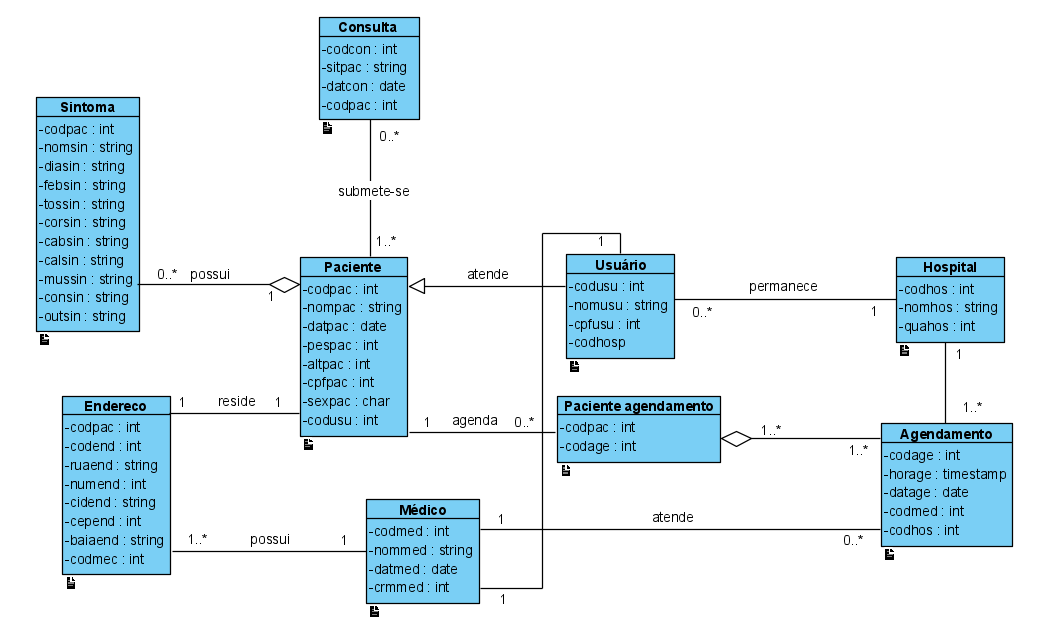 Consulta
-codcon : int
-sitpac : string
-datcon : date
-codpac : int
0..*
submete-se
1..*
Sintoma
-codpac : int
-nomsin : string
-diasin : string
-febsin : string
-tossin : string
-corsin : string
-cabsin : string
-calsin : string
-mussin : string
-consin : string
-outsin : string
0..*
possui
1
Paciente
-codpac : int
-nompac : string
-datpac : date
-pespac : int
-altpac : int
-cpfpac : int
-sexpac : char
-codusu : int
atende
1
Usuário
-codusu : int
-nomusu : string
-cpfusu : int
-codhosp
permanece
0..*
1
Hospital
-codhos : int
-nomhos : string
-quahos : int
1
1..*
Endereco
-codpac : int
-codend : int
-ruaend : string
-numend : int
-cidend : string
-cepend : int
-baiaend : string
-codmec : int
1
reside
1
1
agenda
0..*
Paciente agendamento
-codpac : int
-codage : int
1..*
1..*
Agendamento
-codage : int
-horage : timestamp
-datage : date
-codmed : int
-codhos : int
1..*
possui
1
Médico
-codmed : int
-nommed : string
-datmed : date
-crmmed : int
1
atende
0..*
1